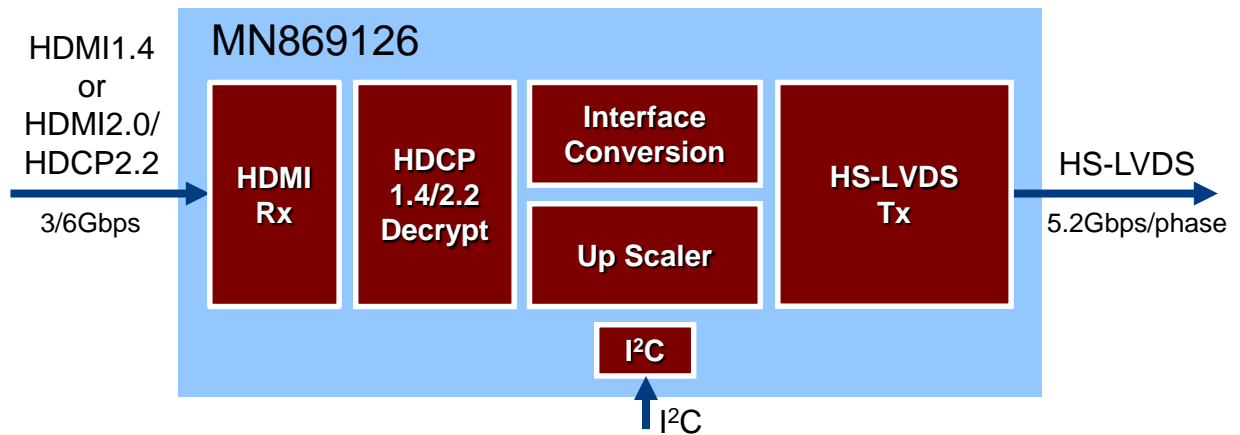 MN869126
HDMI1.4
or
HDMI2.0/
HDCP2.2
3/6Gbps
HDMI
Rx
HDCP
1.4/2.2
Decrypt
Interface
Conversion
Up Scaler
HS-LVDS
Tx
HS-LVDS
5.2Gbps/phase
I²C
I²C